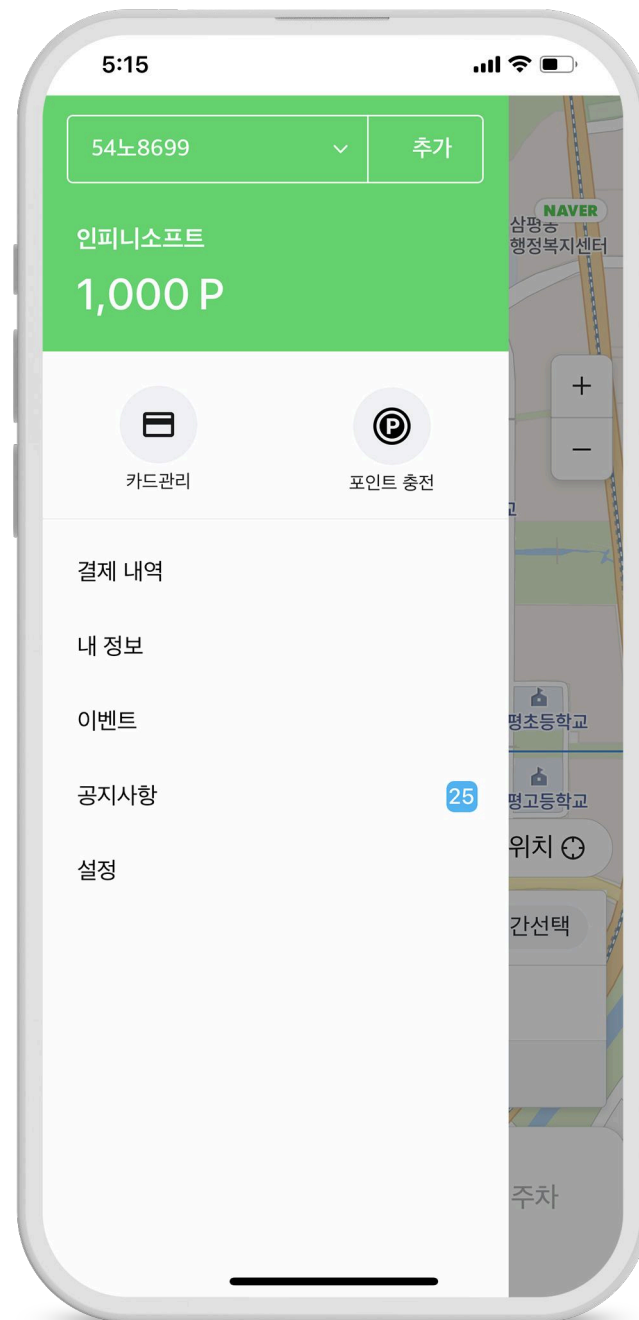 5:15
54노8699
추가
NAVER
삼평동
행정복지센터
인피니소프트
1,000 P
+
−
P
카드관리
포인트 충전
결제 내역
내 정보
이벤트
평초등학교
공지사항
25
평고등학교
위치
설정
간선택
주차